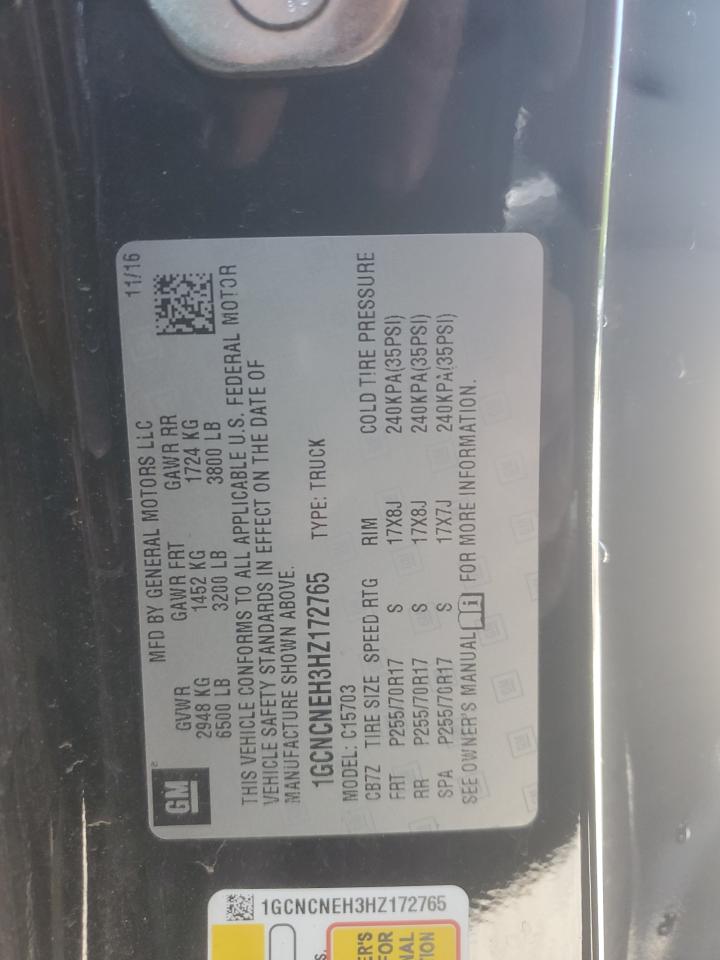 GM
MFD BY GENERAL MOTORS LLC 11/16
GVWR GAWR FRT GAWR RR
2948 KG 1452 KG 1724 KG
6500 LB 3200 LB 3800 LB
THIS VEHICLE CONFORMS TO ALL APPLICABLE U.S. FEDERAL MOTOR
VEHICLE SAFETY STANDARDS IN EFFECT ON THE DATE OF
MANUFACTURE SHOWN ABOVE.
1GCNCNEH3HZ172765 TYPE: TRUCK
MODEL: C15703
CB7Z TIRE SIZE SPEED RTG RIM COLD TIRE PRESSURE
FRT P255/70R17 S 17X8J 240KPA(35PSI)
RR P255/70R17 S 17X8J 240KPA(35PSI)
SPA P255/70R17 S 17X7J 240KPA(35PSI)
SEE OWNER'S MANUAL i FOR MORE INFORMATION.
1GCNCNEH3HZ172765
S.
ER'S
FOR
NAL
TION